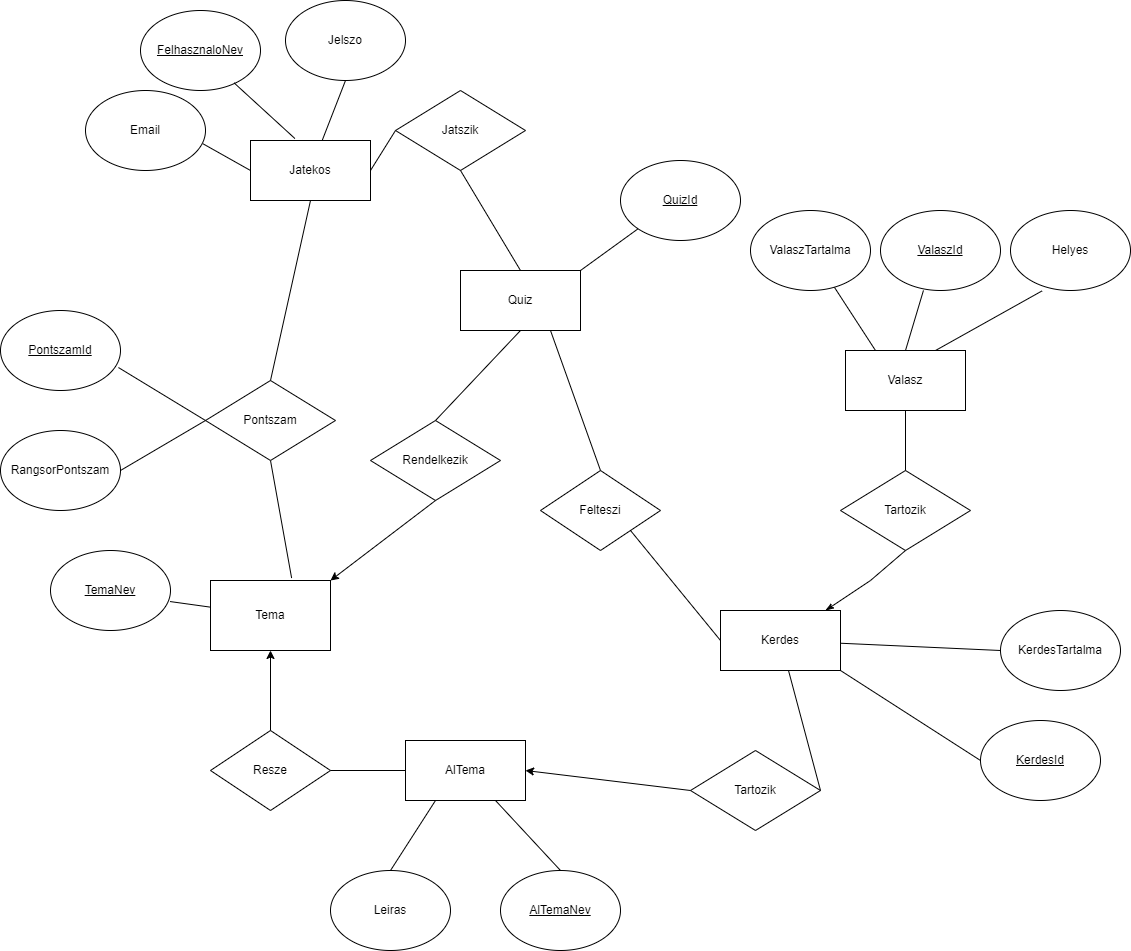 Jelszo
FelhasznaloNev
Email
Jatszik
Jatekos
QuizId
ValaszTartalma
ValaszId
Helyes
Quiz
PontszamId
Valasz
Pontszam
Rendelkezik
RangsorPontszam
Felteszi
Tartozik
TemaNev
Tema
Kerdes
KerdesTartalma
Resze
AlTema
Tartozik
KerdesId
Leiras
AlTemaNev